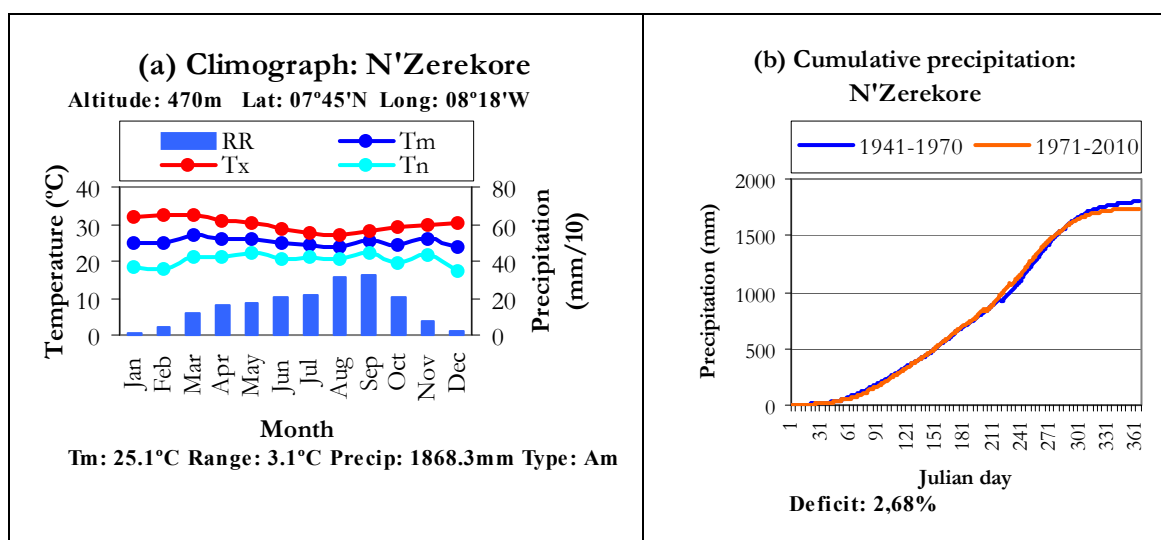 (a) Climograph: N'Zerekore
Altitude: 470m Lat: 07º45'N Long: 08º18'W
RR Tm
Tx Tn
Temperature (ºC)
40
30
20
10
0
80
60
40
20
0
Precipitation
(mm/10)
Jan
Feb
Mar
Apr
May
Jun
Jul
Aug
Sep
Oct
Nov
Dec
Month
Tm: 25.1ºC Range: 3.1ºC Precip: 1868.3mm Type: Am
(b) Cumulative precipitation:
N'Zerekore
1941-1970 1971-2010
Precipitation (mm)
2000
1500
1000
500
0
1
31
61
91
121
151
181
211
241
271
301
331
361
Julian day
Deficit: 2,68%